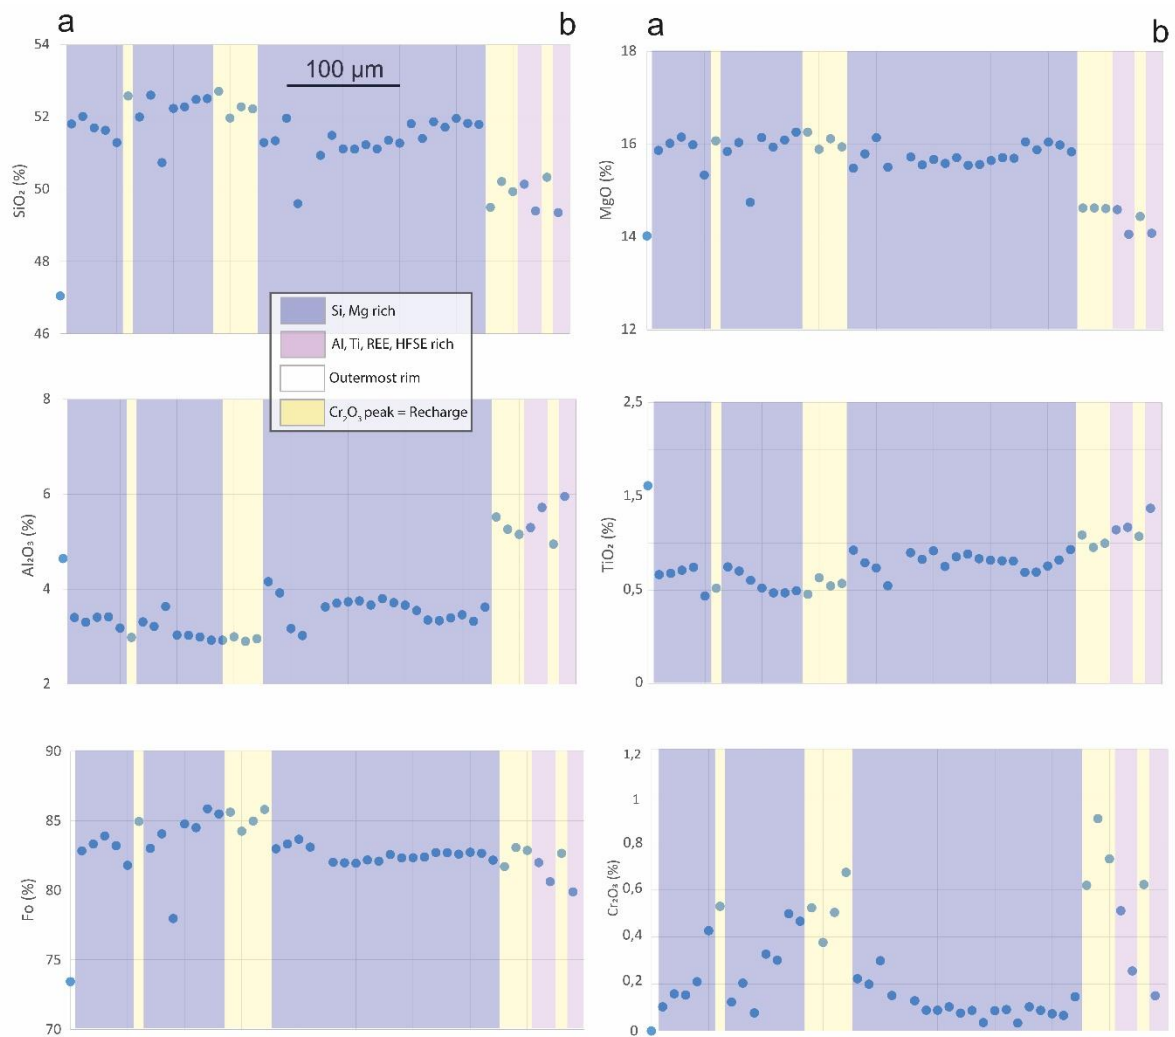 a
b
54
52
50
48
46
SiO₂ (%)
100 µm
a
b
18
16
14
12
MgO (%)
Si, Mg rich
Al, Ti, REE, HFSE rich
Outermost rim
Cr₂O₃ peak = Recharge
8
6
4
2
Al₂O₃ (%)
2,5
1,5
0,5
0
TiO₂ (%)
90
85
80
75
70
Fo (%)
1,2
1
0,8
0,6
0,4
0,2
0
Cr₂O₃ (%)